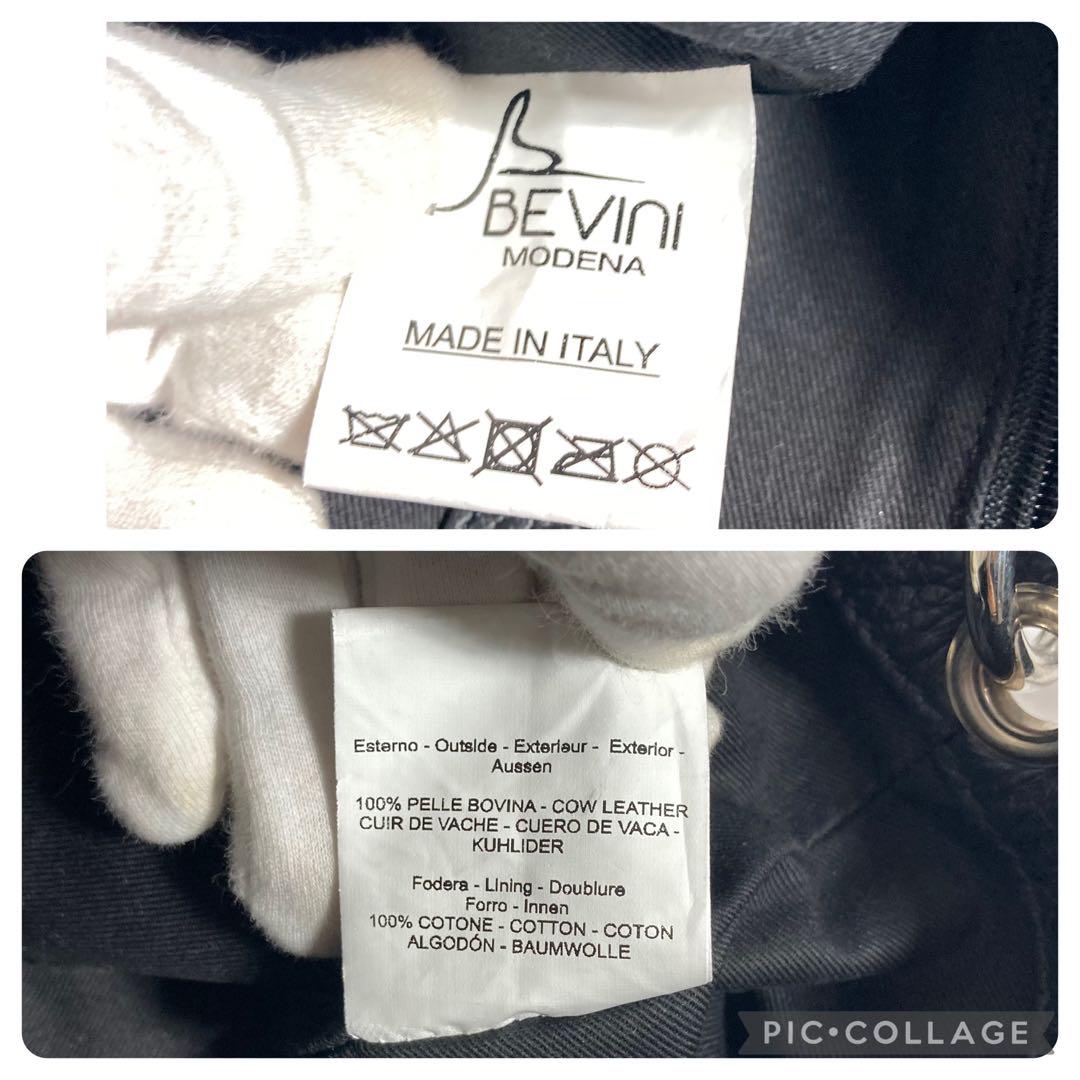 BEVINI
MODENA
MADE IN ITALY
Esterno - Outside - Exterieur - Exterior -
Aussen
100% PELLE BOVINA - COW LEATHER
CUIR DE VACHE - CUERO DE VACA -
KUHLIDER
Fodera - Lining - Doublure
Forro - Innen
100% COTONE - COTTON - COTON
ALGODÓN - BAUMWOLLE
PIC•COLLAGE